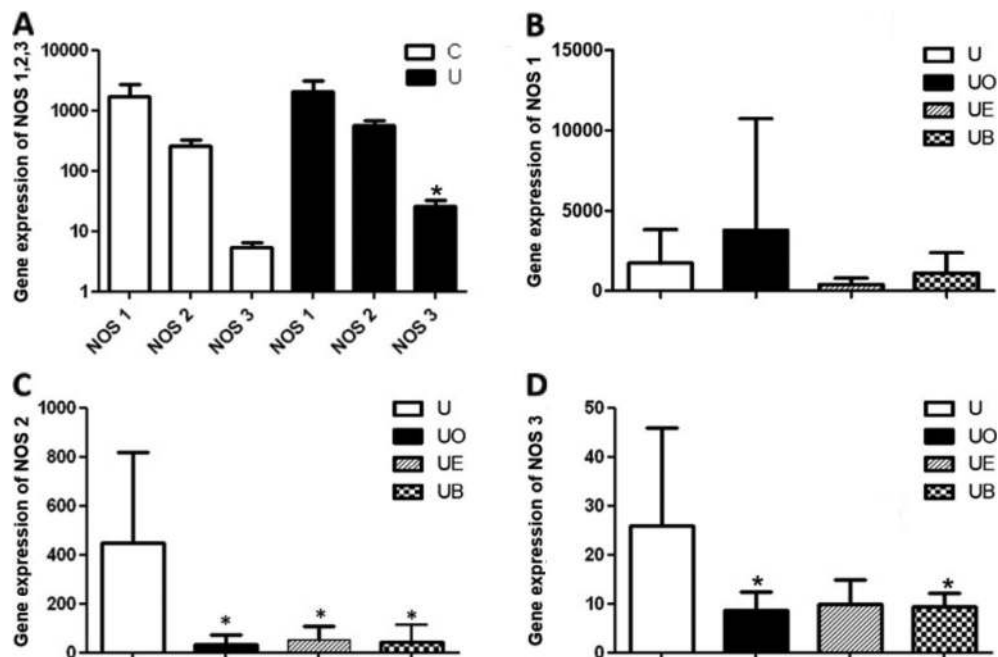 A
Gene expression of NOS 1,2,3
10000
1000
100
10
1
C
U
*
NOS 1
NOS 2
NOS 3
NOS 1
NOS 2
NOS 3
B
Gene expression of NOS 1
15000
10000
5000
0
U
UO
UE
UB
C
Gene expression of NOS 2
1000
800
600
400
200
0
U
UO
UE
UB
*
*
*
D
Gene expression of NOS 3
50
40
30
20
10
0
U
UO
UE
UB
*
*